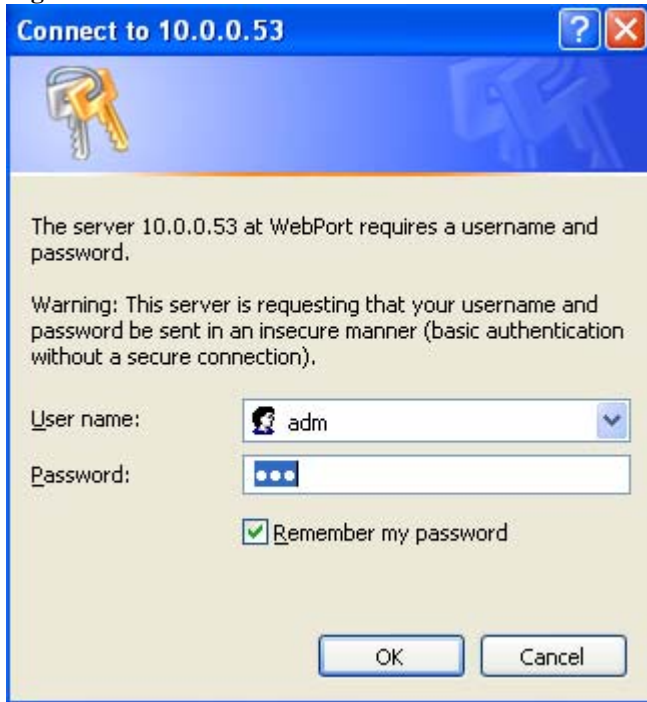 Connect to 10.0.0.53
The server 10.0.0.53 at WebPort requires a username and
password.
Warning: This server is requesting that your username and
password be sent in an insecure manner (basic authentication
without a secure connection).
User name:
adm
Password:
•••
Remember my password
OK
Cancel